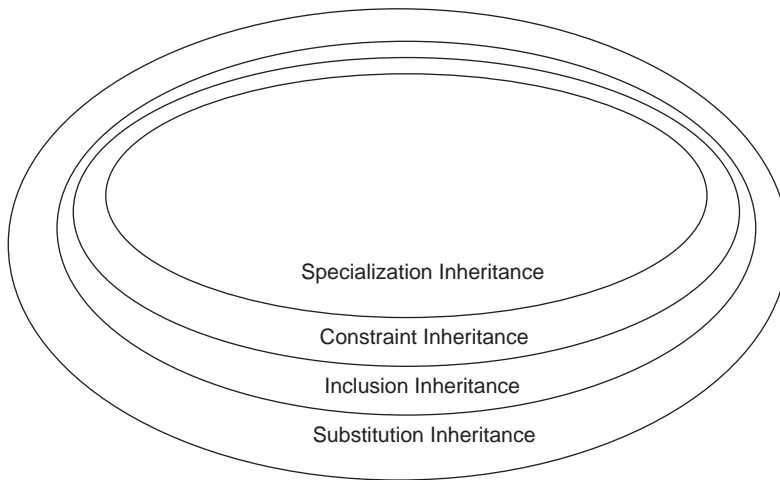 Specialization Inheritance
Constraint Inheritance
Inclusion Inheritance
Substitution Inheritance